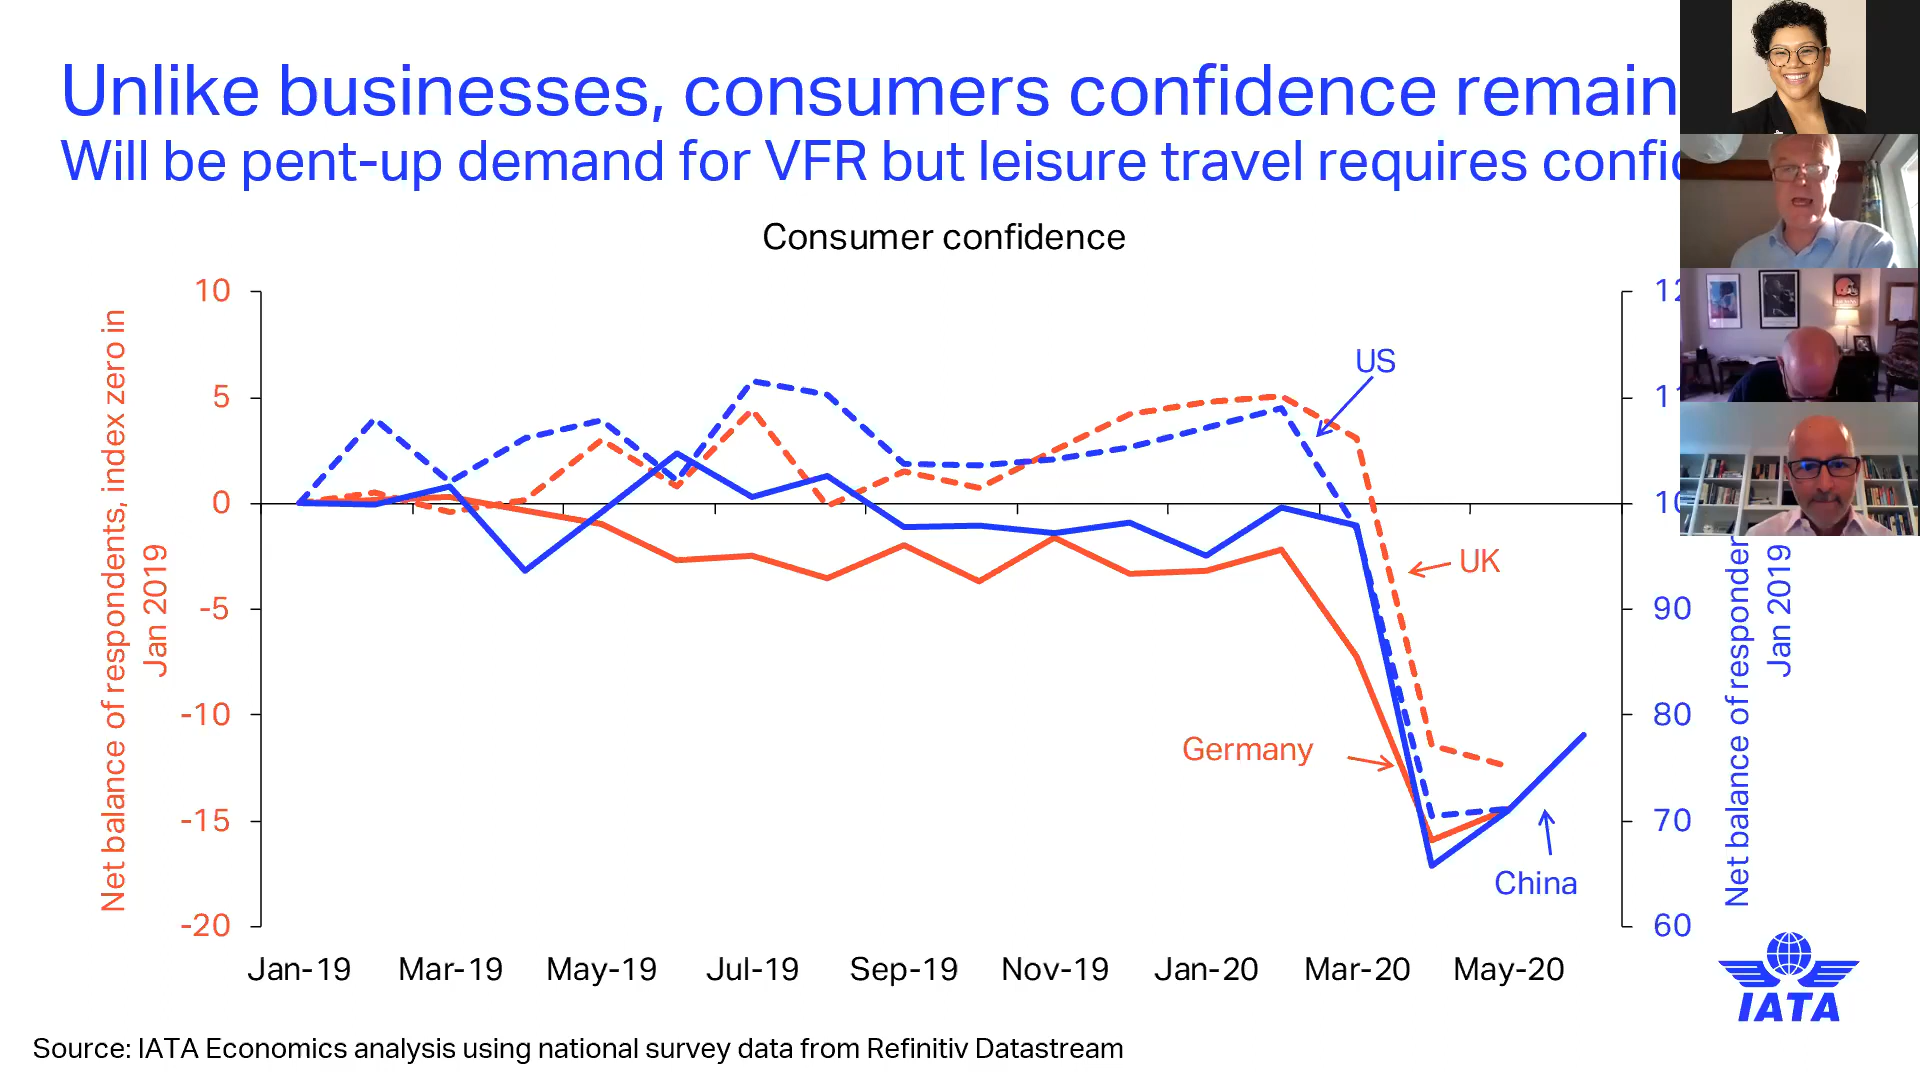 Unlike businesses, consumers confidence remain
Will be pent-up demand for VFR but leisure travel requires confi
Consumer confidence
Net balance of respondents, index zero in
Jan 2019
10
5
0
-5
-10
-15
-20
US
UK
Germany
China
90
80
70
60
Net balance of
Jan 2019
Jan-19 Mar-19 May-19 Jul-19 Sep-19 Nov-19 Jan-20 Mar-20 May-20
IATA
Source: IATA Economics analysis using national survey data from Refinitiv Datastream